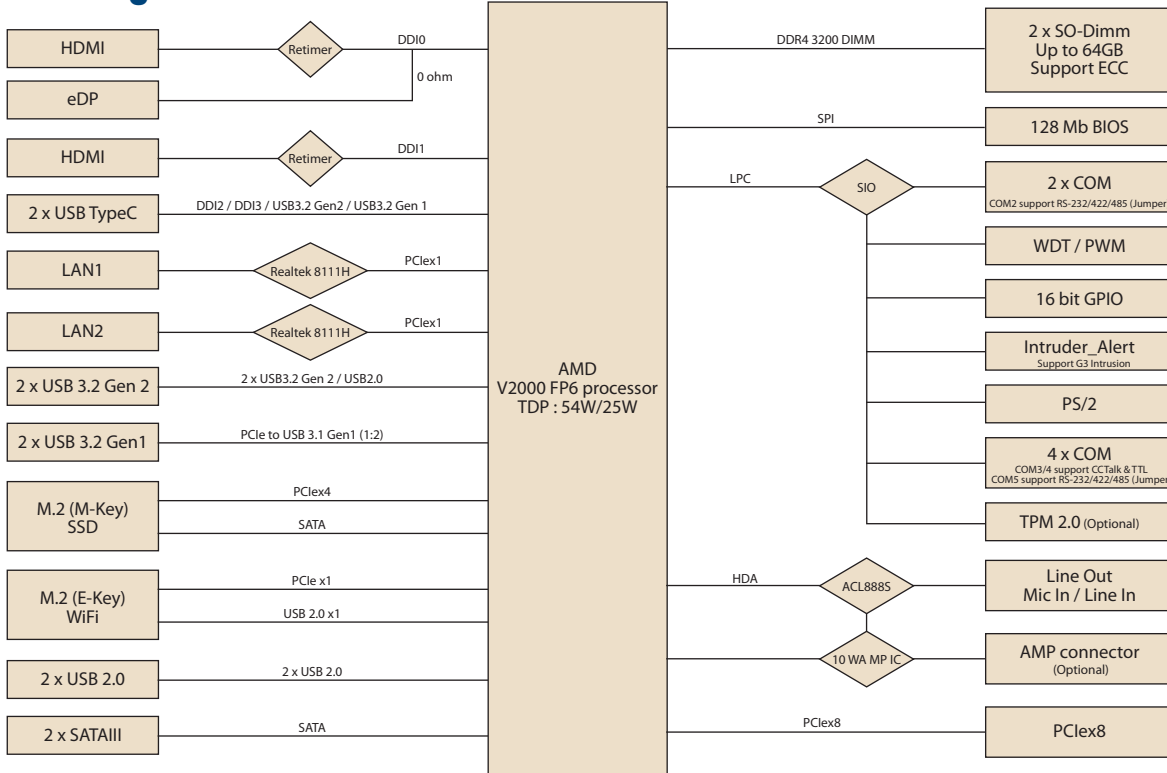 HDMI
Retimer
DDI0
0 ohm
eDP
HDMI
Retimer
DDI1
2 x USB TypeC
DDI2 / DDI3 / USB3.2 Gen2 / USB3.2 Gen 1
LAN1
Realtek 8111H
PCIex1
LAN2
Realtek 8111H
PCIex1
2 x USB 3.2 Gen 2
2 x USB3.2 Gen 2 / USB2.0
2 x USB 3.2 Gen1
PCIe to USB 3.1 Gen1 (1:2)
M.2 (M-Key)
SSD
PCIex4
SATA
M.2 (E-Key)
WiFi
PCIe x1
USB 2.0 x1
2 x USB 2.0
2 x USB 2.0
2 x SATAIII
SATA
AMD
V2000 FP6 processor
TDP : 54W/25W
DDR4 3200 DIMM
2 x SO-Dimm
Up to 64GB
Support ECC
SPI
128 Mb BIOS
LPC
SIO
2 x COM
COM2 support RS-232/422/485 (Jumper
WDT / PWM
16 bit GPIO
Intruder_Alert
Support G3 Intrusion
PS/2
4 x COM
COM3/4 support CCTalk & TTL
COM5 support RS-232/422/485 (Jumper
TPM 2.0 (Optional)
HDA
ACL888S
Line Out
Mic In / Line In
10 WA MP IC
AMP connector
(Optional)
PCIex8
PCIex8